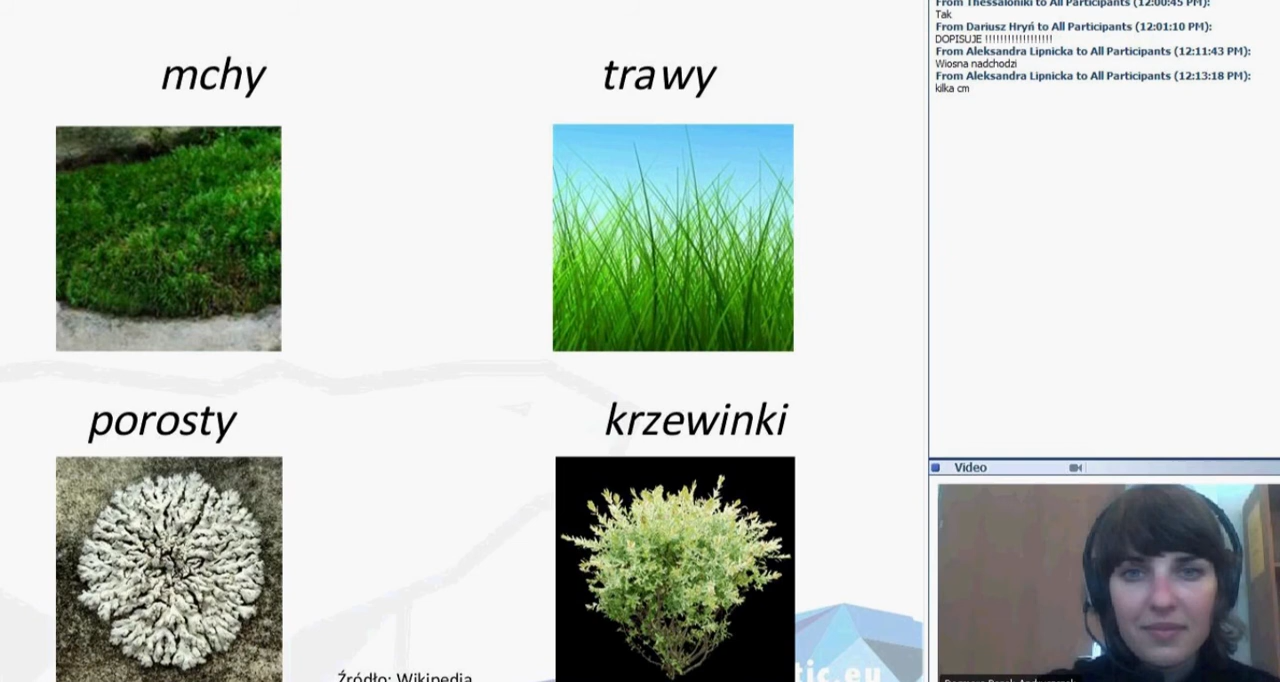 mchy
trawy
porosty
krzewinki
Źródło: Wikipedia
tic.eu
From Thessaloniki to All Participants (12:00:45 PM):
Tak
From Dariusz Hryń to All Participants (12:01:10 PM):
DOPISUJE !!!!!!!!!!!!!!!!!!
From Aleksandra Lipnicka to All Participants (12:11:43 PM):
Wiosna nadchodzi
From Aleksandra Lipnicka to All Participants (12:13:18 PM):
kilka cm
Video